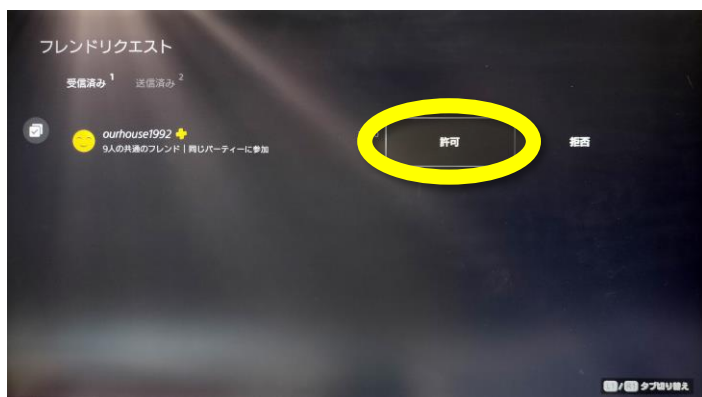 フレンドリクエスト
受信済み 1 送信済み 2
ourhouse1992
9人の共通のフレンド | 同じパーティーに参加
許可
拒否
L1 / R1 タブ切り替え